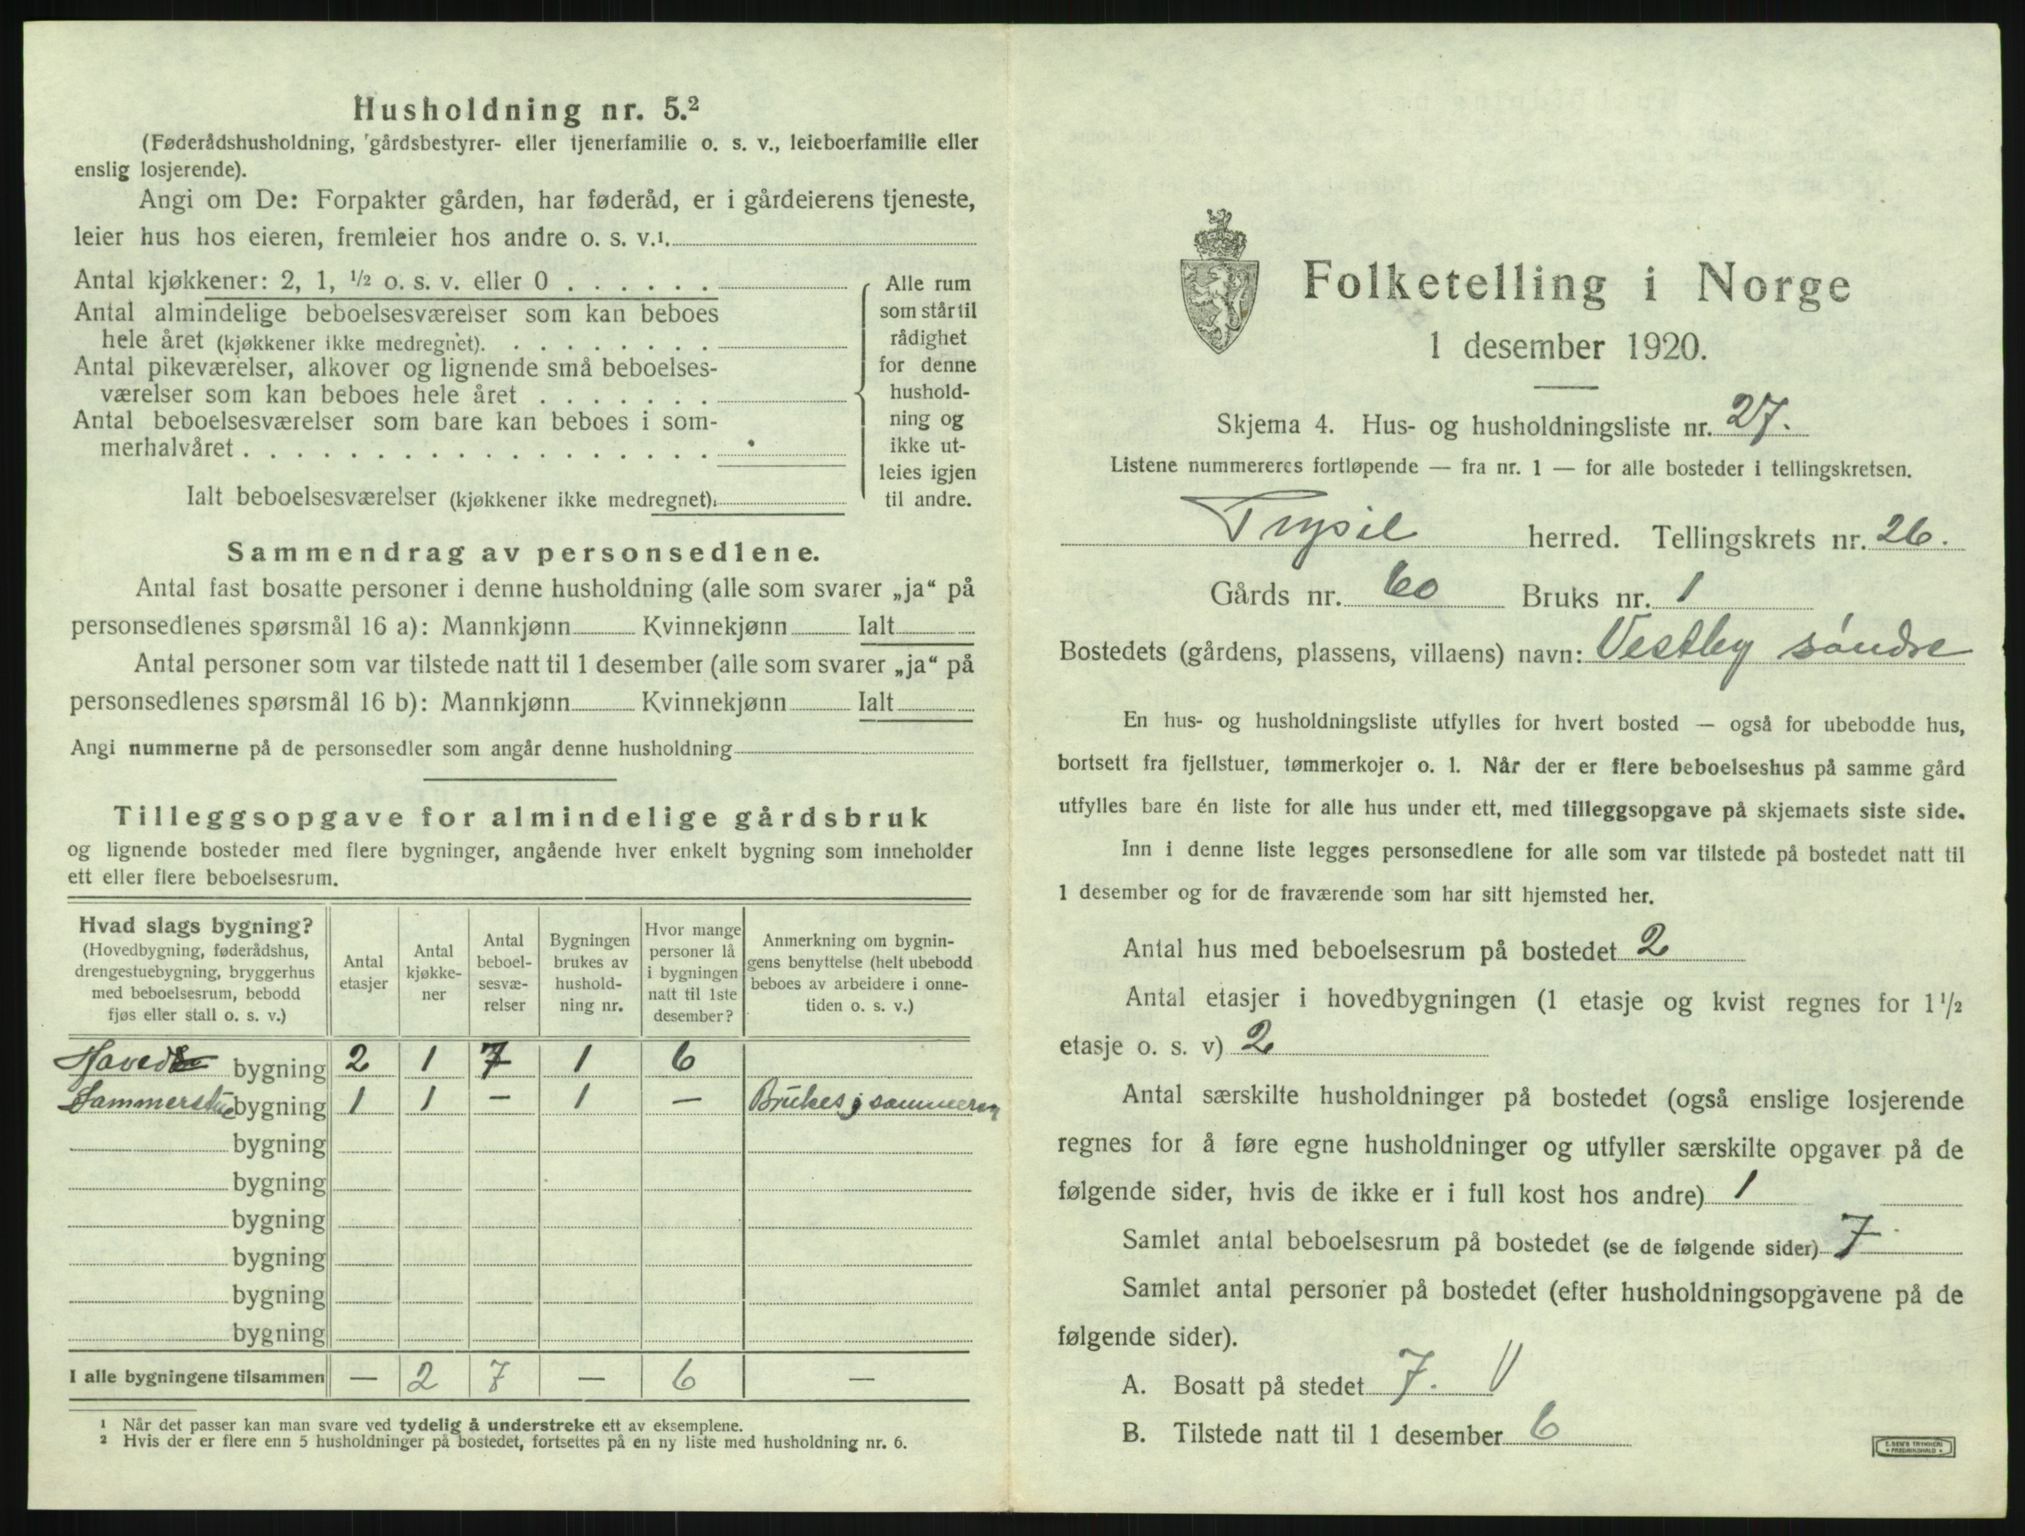 Husholdning nr. 5.²
(Føderådshusholdning, 'gårdsbestyrer- eller tjenerfamilie o. s. v., leieboerfamilie eller
enslig losjerende).
Angi om De: Forpakter gården, har føderåd, er i gårdeierens tjeneste,
leier hus hos eieren, fremleier hos andre o. s. v.¹.
Antal kjøkkener: 2, 1, ¹/₂ o. s. v. eller 0 . . . . . .
Antal almindelige beboelsesværelser som kan beboes
hele året (kjøkkener ikke medregnet). . . . . . . . .
Antal pikeværelser, alkover og lignende små beboelses-
værelser som kan beboes hele året . . . . . . .
Antal beboelsesværelser som bare kan beboes i som-
merhalvåret . . . . . . . . . . . . . . . . . .
Ialt beboelsesværelser (kjøkkener ikke medregnet).
Alle rum
som står til
rådighet
for denne
hushold-
ning og
ikke ut-
leies igjen
til andre.
Sammendrag av personsedlene.
Antal fast bosatte personer i denne husholdning (alle som svarer „ja“ på
personsedlenes spørsmål 16 a): Mannkjønn Kvinnekjønn Ialt
Antal personer som var tilstede natt til 1 desember (alle som svarer „ja“ på
personsedlenes spørsmål 16 b): Mannkjønn Kvinnekjønn Ialt
Angi nummerne på de personsedler som angår denne husholdning
Tilleggsopgave for almindelige gårdsbruk
og lignende bosteder med flere bygninger, angående hver enkelt bygning som inneholder
ett eller flere beboelsesrum.
Hvad slags bygning?
(Hovedbygning, føderådshus,
drengestuebygning, bryggerhus
med beboelsesrum, bebodd
fjøs eller stall o. s. v.)
Antal
etasjer
Antal
kjøkke-
ner
Antal
beboel-
sesvæ-
relser
Bygningen
brukes av
hushold-
ning nr.
Hvor mange
personer lå
i bygningen
natt til 1ste
desember?
Anmerkning om bygnin-
gens benyttelse (helt ubebodd
beboes av arbeidere i onne-
tiden o. s. v.)
Hoved bygning 2 1 7 1 6
Sammerstue bygning 1 1 — 1 — Brukes i sammeren
bygning
bygning
bygning
bygning
bygning
bygning
I alle bygningene tilsammen — 2 7 — 6 —
¹ Når det passer kan man svare ved tydelig å understreke ett av eksemplene.
² Hvis der er flere enn 5 husholdninger på bostedet, fortsettes på en ny liste med husholdning nr. 6.
Folketelling i Norge
1 desember 1920.
Skjema 4. Hus- og husholdningsliste nr. 27.
Listene nummereres fortløpende — fra nr. 1 — for alle bosteder i tellingskretsen.
Trysil herred. Tellingskrets nr. 26.
Gårds nr. 60 Bruks nr. 1
Bostedets (gårdens, plassens, villaens) navn: Vestby søndre
En hus- og husholdningsliste utfylles for hvert bosted — også for ubebodde hus,
bortsett fra fjellstuer, tømmerkojer o. l. Når der er flere beboelseshus på samme gård
utfylles bare én liste for alle hus under ett, med tilleggsopgave på skjemaets siste side.
Inn i denne liste legges personsedlene for alle som var tilstede på bostedet natt til
1 desember og for de fraværende som har sitt hjemsted her.
Antal hus med beboelsesrum på bostedet 2
Antal etasjer i hovedbygningen (1 etasje og kvist regnes for 1 ¹/₂
etasje o. s. v) 2
Antal særskilte husholdninger på bostedet (også enslige losjerende
regnes for å føre egne husholdninger og utfyller særskilte opgaver på de
følgende sider, hvis de ikke er i full kost hos andre) 1
Samlet antal beboelsesrum på bostedet (se de følgende sider) 7
Samlet antal personer på bostedet (efter husholdningsopgavene på de
følgende sider).
A. Bosatt på stedet 7. V
B. Tilstede natt til 1 desember 6